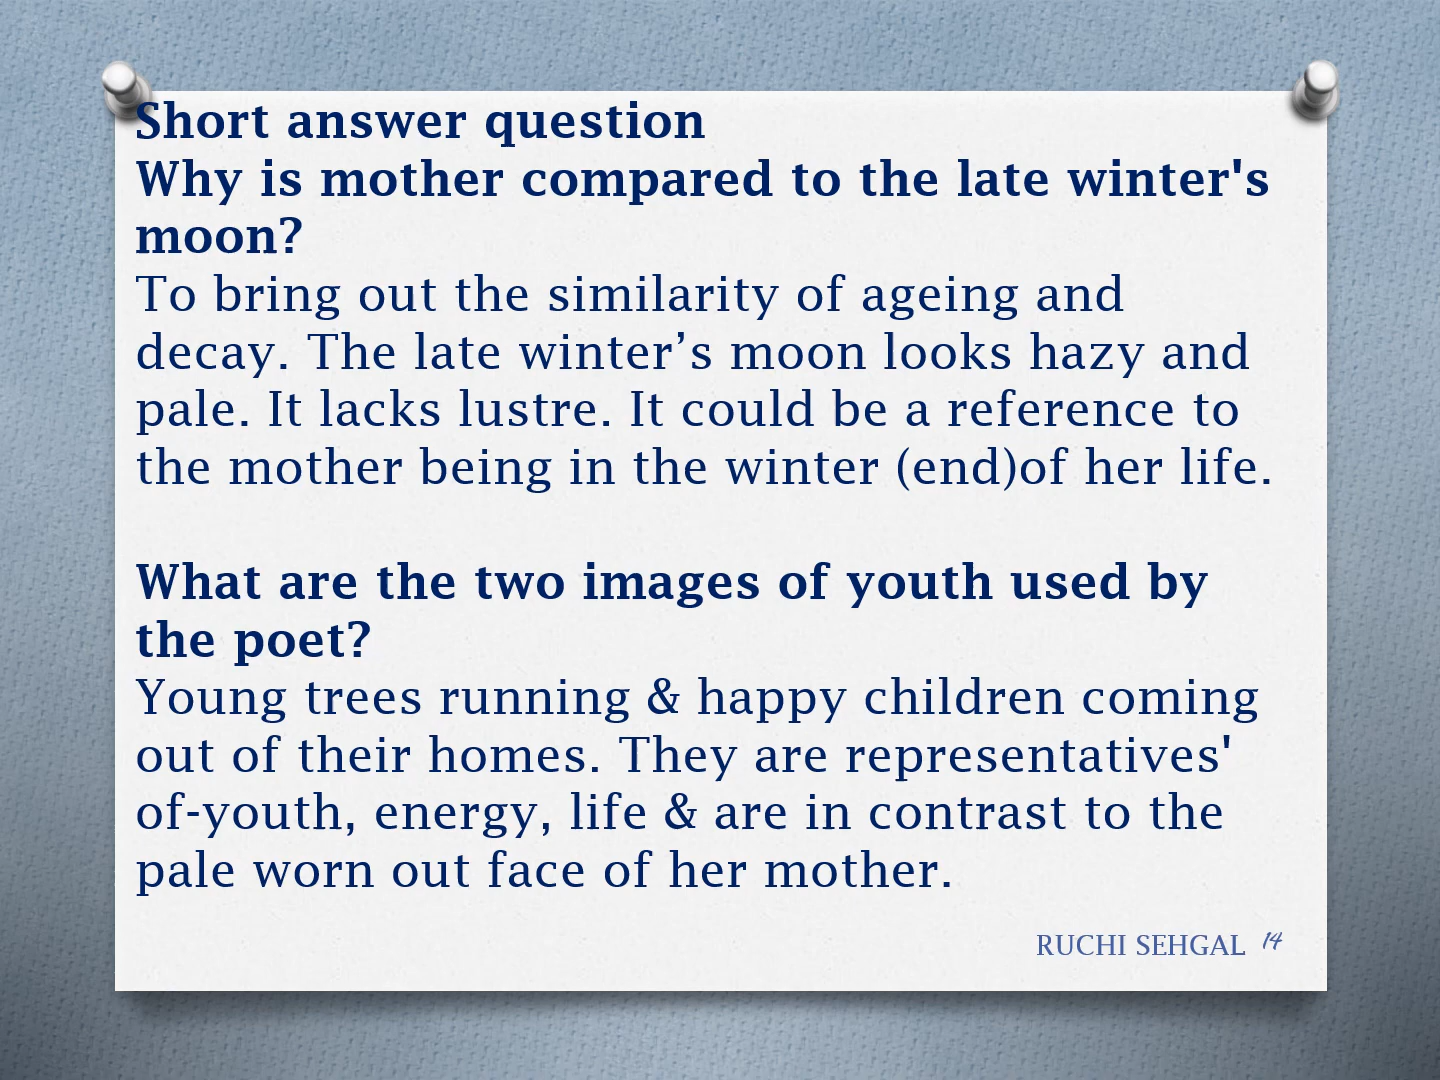 Short answer question
Why is mother compared to the late winter's
moon?
To bring out the similarity of ageing and
decay. The late winter’s moon looks hazy and
pale. It lacks lustre. It could be a reference to
the mother being in the winter (end)of her life.
What are the two images of youth used by
the poet?
Young trees running & happy children coming
out of their homes. They are representatives'
of-youth, energy, life & are in contrast to the
pale worn out face of her mother.
RUCHI SEHGAL 14